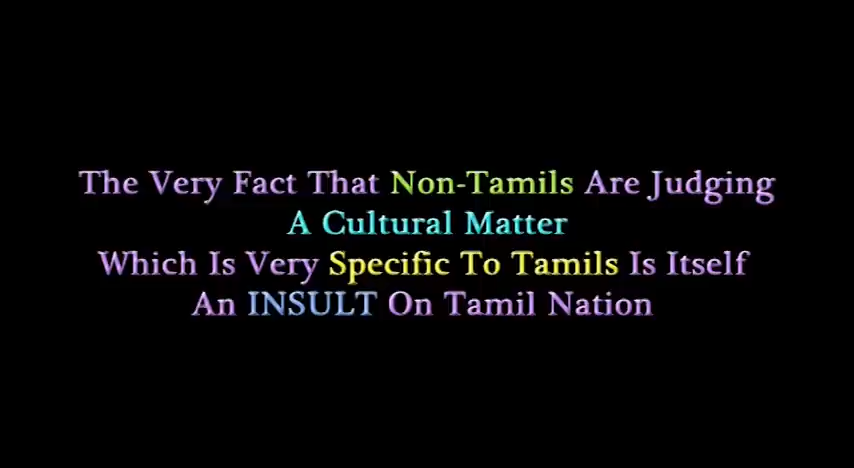 The Very Fact That Non-Tamils Are Judging
A Cultural Matter
Which Is Very Specific To Tamils Is Itself
An INSULT On Tamil Nation